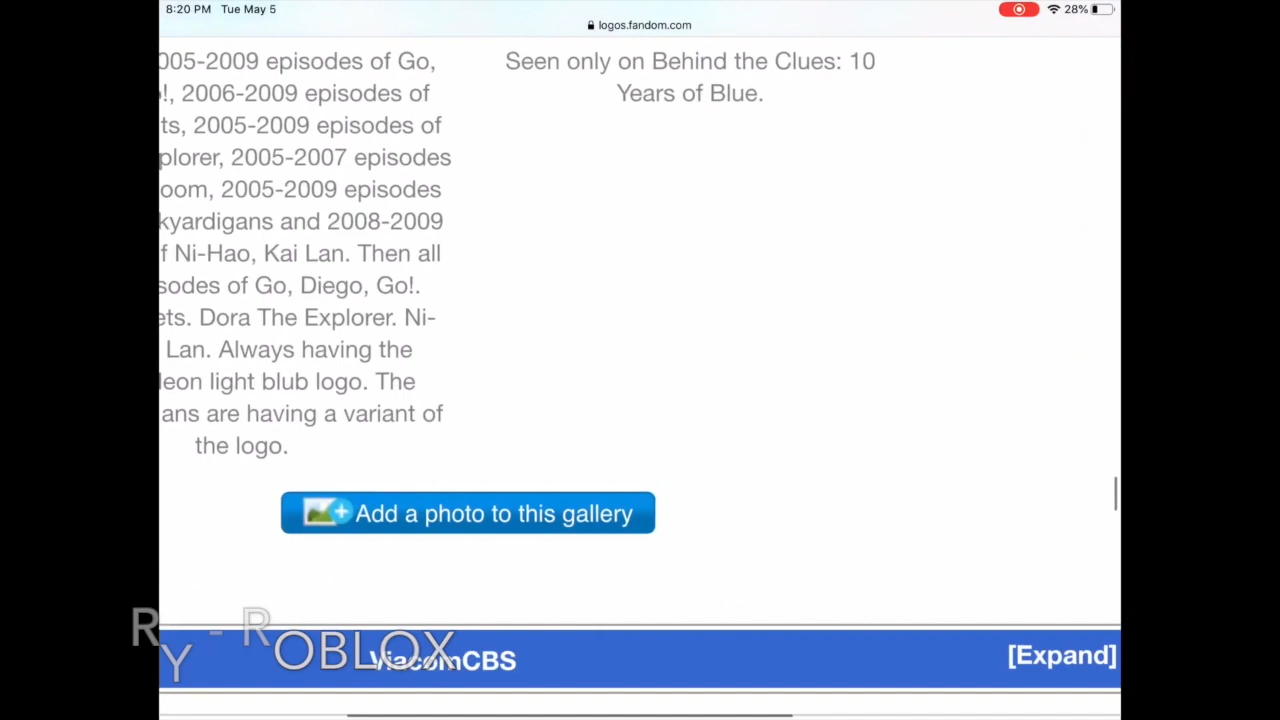 8:20 PM Tue May 5
28%
logos.fandom.com
005-2009 episodes of Go,
!, 2006-2009 episodes of
ts, 2005-2009 episodes of
plorer, 2005-2007 episodes
oom, 2005-2009 episodes
kyardigans and 2008-2009
f Ni-Hao, Kai Lan. Then all
sodes of Go, Diego, Go!.
ets. Dora The Explorer. Ni-
Lan. Always having the
leon light blub logo. The
ans are having a variant of
the logo.
Seen only on Behind the Clues: 10
Years of Blue.
Add a photo to this gallery
RY - ROBLOX
ViacomCBS
[Expand]